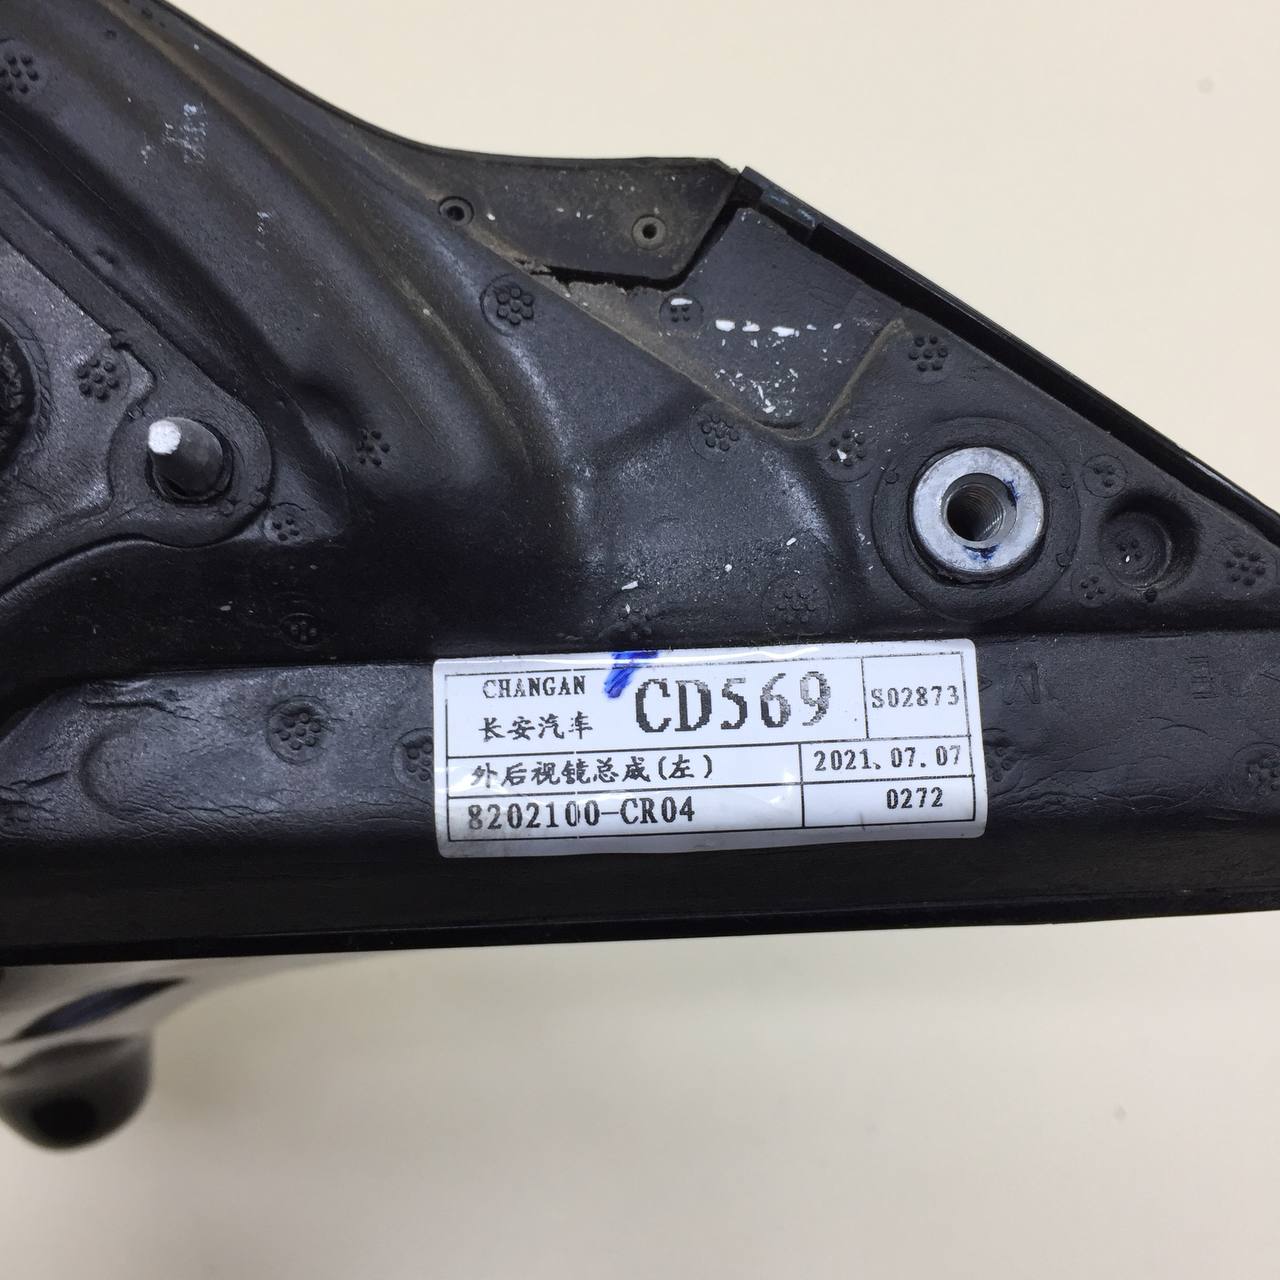 CHANGAN
长安汽车
CD569
S02873
外后视镜总成(左)
2021.07.07
8202100-CR04
0272